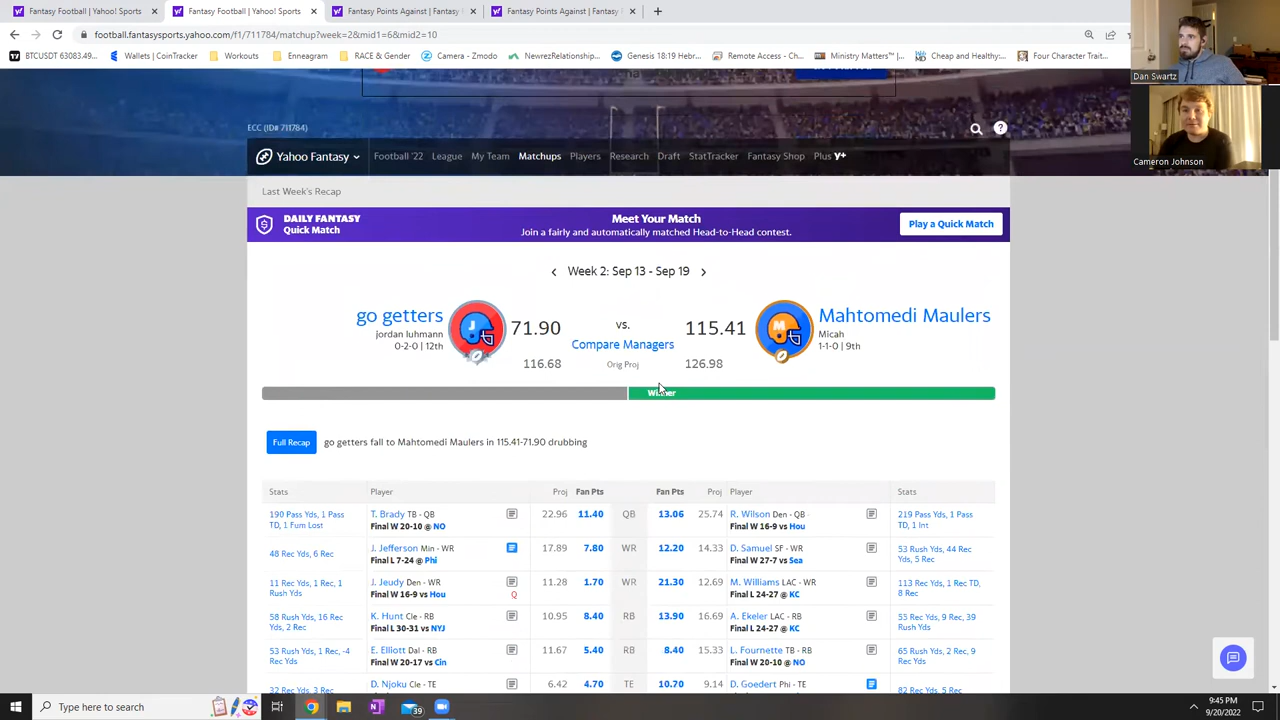 Fantasy Football | Yahoo! Sports
Fantasy Football | Yahoo! Sports
Fantasy Points Against | Fantasy
Fantasy Points Against | Fantasy
football.fantasysports.yahoo.com/f1/711784/matchup?week=2&mid1=6&mid2=10
BTCUSDT 63083.49...
Wallets | CoinTracker
Workouts
Enneagram
RACE & Gender
Camera - Zmodo
NewrezRelationship...
Genesis 18:19 Hebr...
Remote Access - Ch...
Ministry Matters™ |...
Cheap and Healthy:...
Four Character Trait...
Dan Swartz
Cameron Johnson
ECC (ID# 711784)
Yahoo Fantasy
Football '22
League
My Team
Matchups
Players
Research
Draft
StatTracker
Fantasy Shop
Plus Y+
Last Week's Recap
DAILY FANTASY
Quick Match
Meet Your Match
Join a fairly and automatically matched Head-to-Head contest.
Play a Quick Match
Week 2: Sep 13 - Sep 19
go getters
jordan luhmann
0-2-0 | 12th
J
71.90
116.68
vs.
Compare Managers
Orig Proj
115.41
126.98
M
Mahtomedi Maulers
Micah
1-1-0 | 9th
Winner
Full Recap
go getters fall to Mahtomedi Maulers in 115.41-71.90 drubbing
Stats Player Proj Fan Pts Fan Pts Proj Player Stats
190 Pass Yds, 1 Pass TD, 1 Fum Lost T. Brady TB - QB 22.96 11.40 QB 13.06 25.74 R. Wilson Den - QB 219 Pass Yds, 1 Pass TD, 1 Int
Final W 20-10 @ NO Final W 16-9 vs Hou
48 Rec Yds, 6 Rec J. Jefferson Min - WR 17.89 7.80 WR 12.20 14.33 D. Samuel SF - WR 53 Rush Yds, 44 Rec Yds, 5 Rec
Final L 7-24 @ Phi Final W 27-7 vs Sea
11 Rec Yds, 1 Rec, 1 Rush Yds J. Jeudy Den - WR 11.28 1.70 WR 21.30 12.69 M. Williams LAC - WR 113 Rec Yds, 1 Rec TD, 8 Rec
Final W 16-9 vs Hou Q Final L 24-27 @ KC
58 Rush Yds, 16 Rec Yds, 2 Rec K. Hunt Cle - RB 10.95 8.40 RB 13.90 16.69 A. Ekeler LAC - RB 55 Rec Yds, 9 Rec, 39 Rush Yds
Final L 30-31 vs NYJ Final L 24-27 @ KC
53 Rush Yds, 1 Rec, -4 Rec Yds E. Elliott Dal - RB 11.67 5.40 RB 8.40 15.33 L. Fournette TB - RB 65 Rush Yds, 2 Rec, 9 Rec Yds
Final W 20-17 vs Cin Final W 20-10 @ NO
32 Rec Yds, 3 Rec D. Njoku Cle - TE 6.42 4.70 TE 10.70 9.14 D. Goedert Phi - TE 82 Rec Yds, 5 Rec
Type here to search
39
9:45 PM
9/20/2022